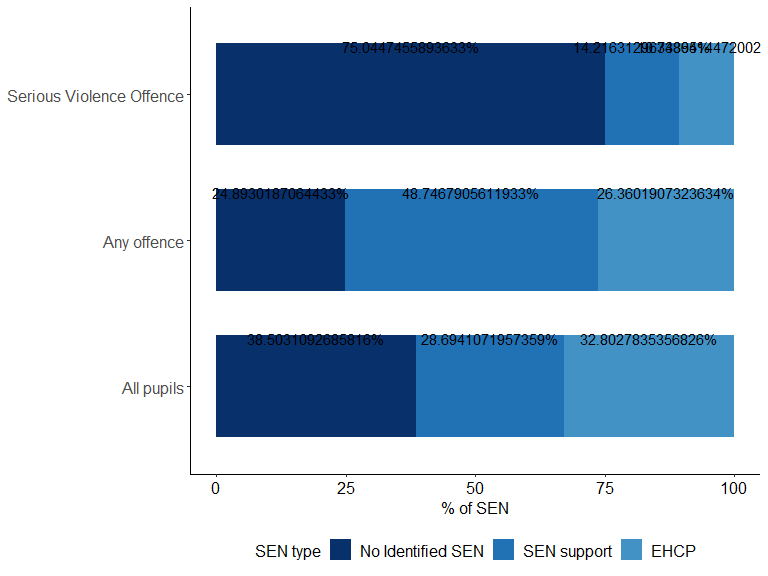 75.0447455893633%
Serious Violence Offence
24.8930187064433% 48.7467905611933% 26.3601907323634%
Any offence
38.5031092685816% 28.6941071957359% 32.8027835356826%
All pupils
0 25 50 75 100
% of SEN
SEN type No Identified SEN SEN support EHCP